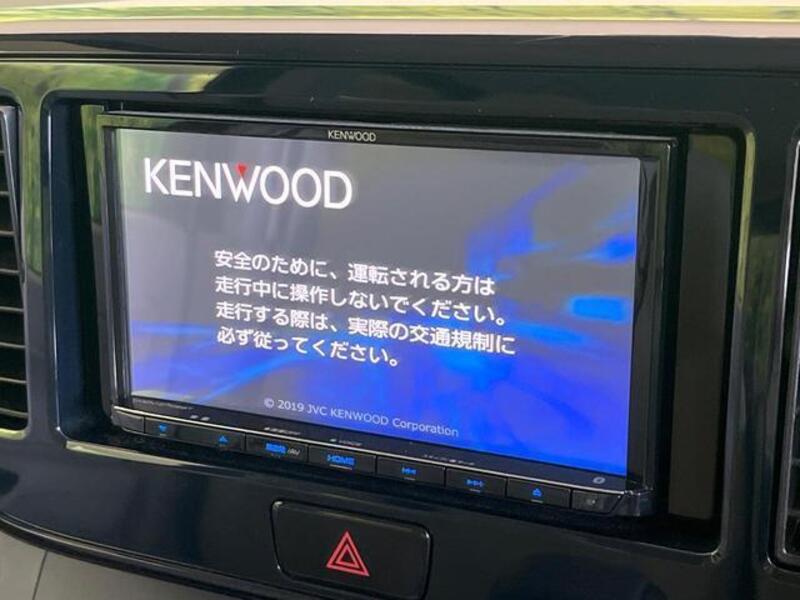 KENWOOD
KENWOOD
安全のために、運転される方は
走行中に操作しないでください。
走行する際は、実際の交通規制に
必ず従ってください。
© 2019 JVC KENWOOD Corporation
HOME